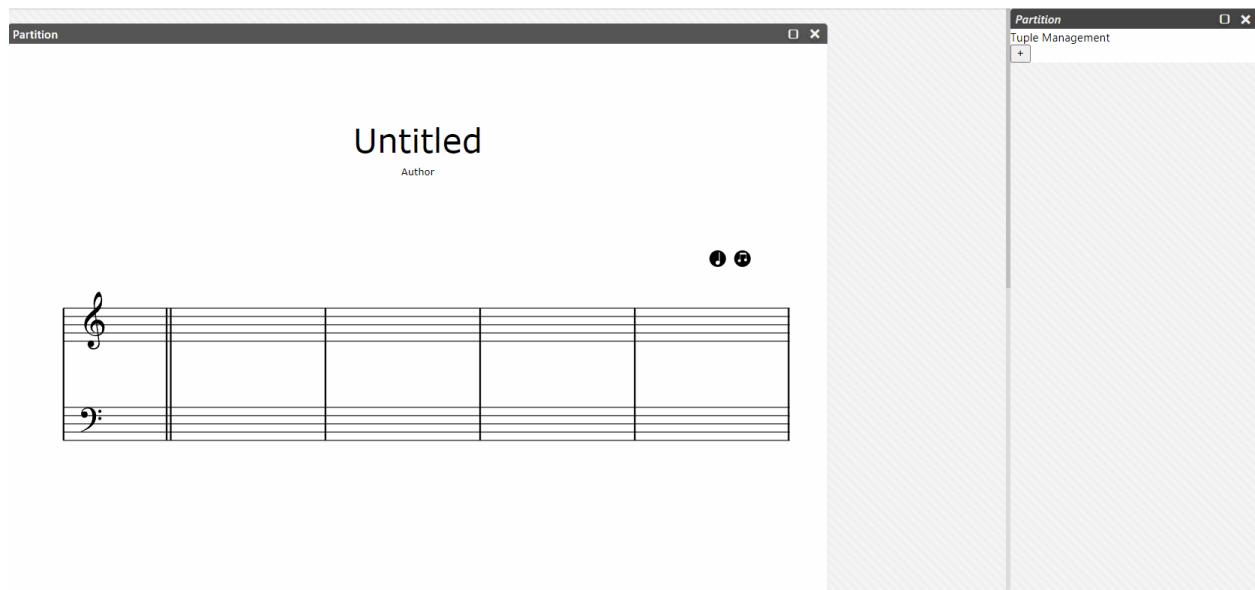 Partition
Untitled
Author
Partition
Tuple Management
+